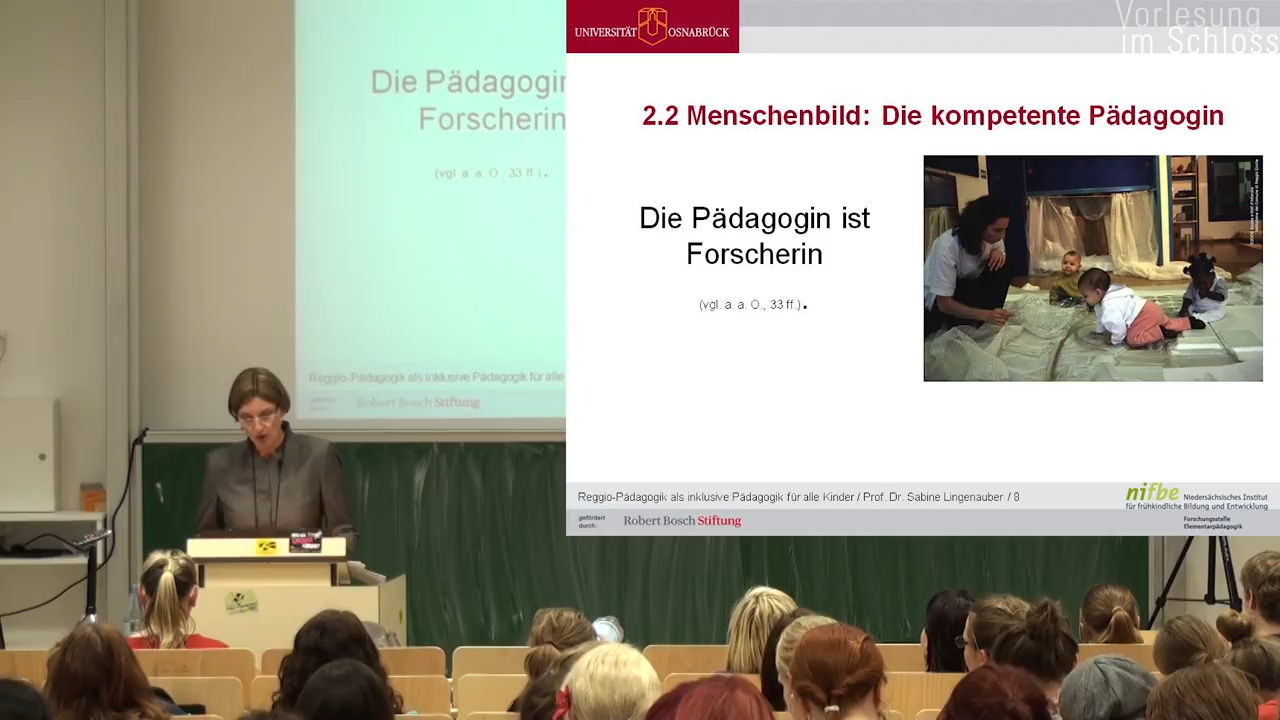 Die Pädagogin
Forscherin
(vgl. a. a. O., 33 ff.).
Reggio-Pädagogik als inklusive Pädagogik für alle
Robert Bosch Stiftung
UNIVERSITÄT OSNABRÜCK
Vorlesung
im Schloss
2.2 Menschenbild: Die kompetente Pädagogin
Die Pädagogin ist
Forscherin
(vgl. a. a. O., 33 ff.).
Reggio-Pädagogik als inklusive Pädagogik für alle Kinder / Prof. Dr. Sabine Lingenauber / 8
nifbe Niedersächsisches Institut
für frühkindliche Bildung und Entwicklung
gefördert
durch:
Robert Bosch Stiftung
Forschungsstelle
Elementarpädagogik